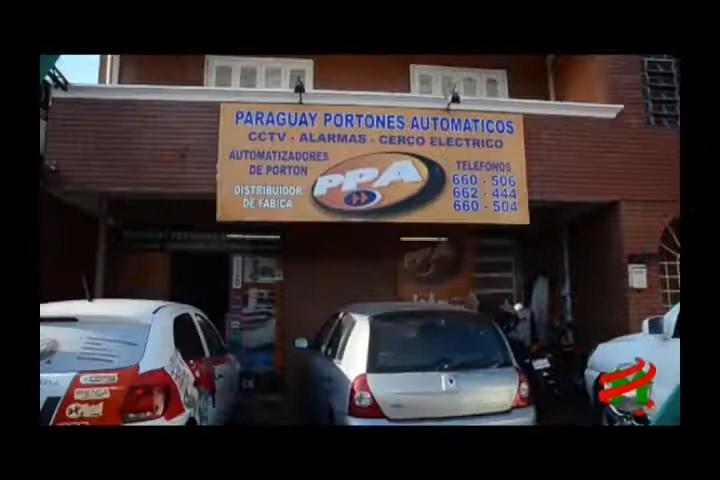 PARAGUAY PORTONES AUTOMATICOS
CCTV - ALARMAS - CERCO ELECTRICO
AUTOMATIZADORES
DE PORTON
DISTRIBUIDOR
DE FABICA
PPA
TELEFONOS
660 - 506
662 - 444
660 - 504